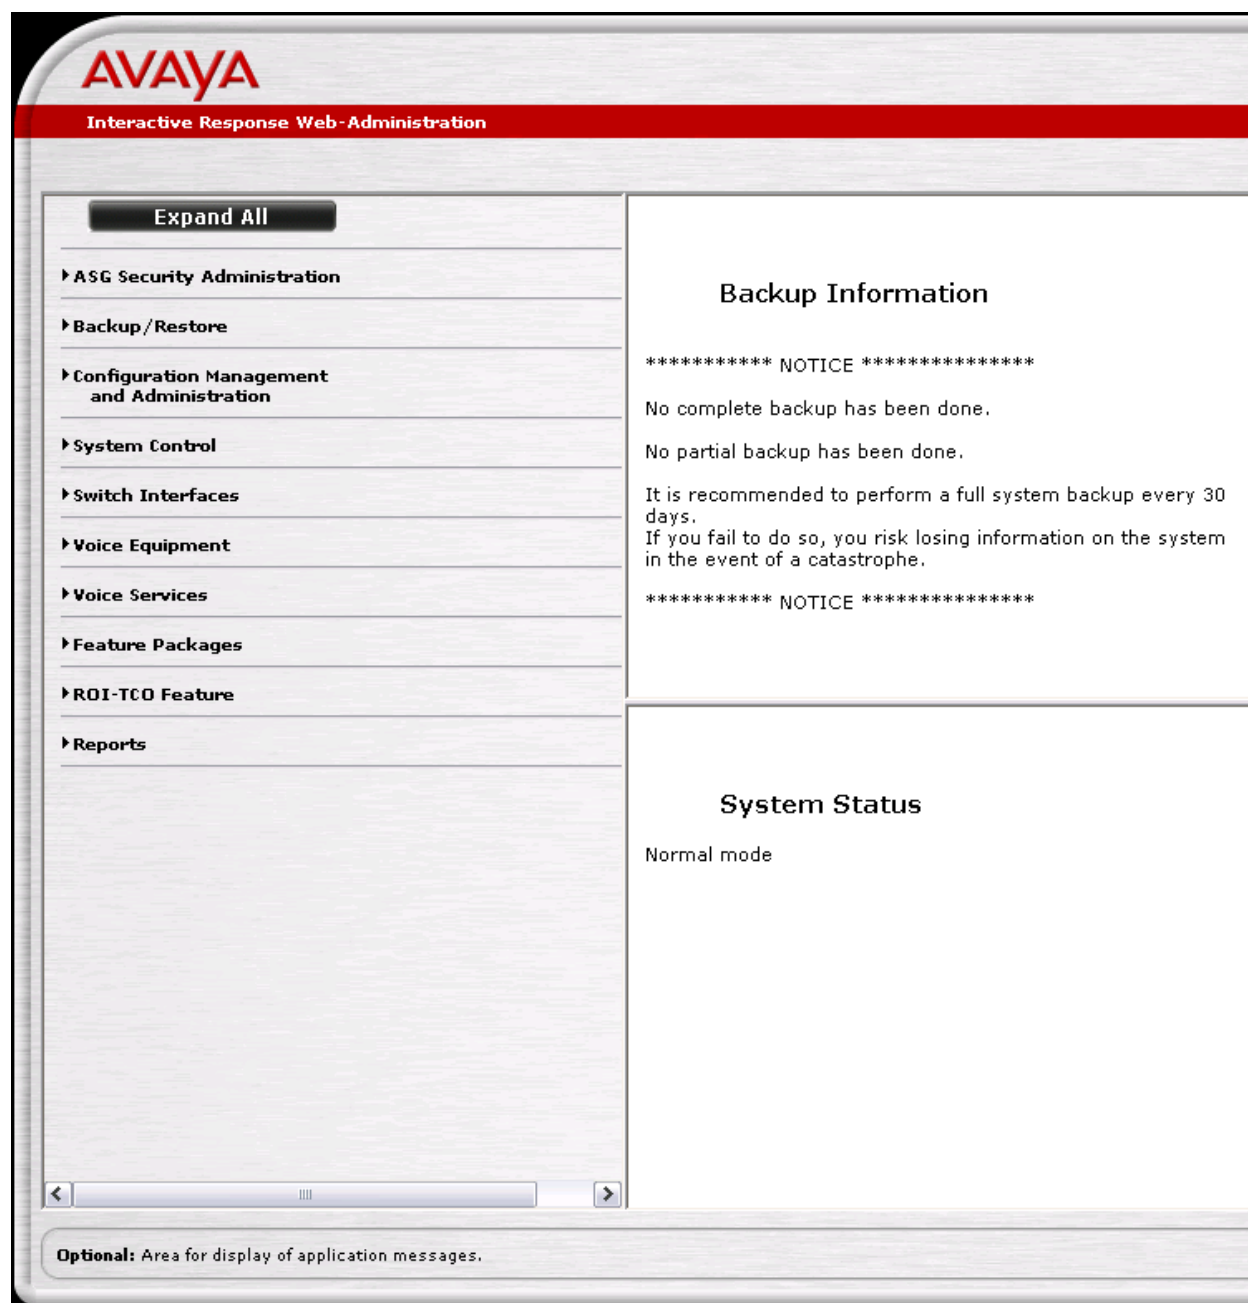 AVAYA
Interactive Response Web-Administration
Expand All
ASG Security Administration
Backup/Restore
Configuration Management
and Administration
System Control
Switch Interfaces
Voice Equipment
Voice Services
Feature Packages
ROI-TCO Feature
Reports
Backup Information
*********** NOTICE ***************
No complete backup has been done.
No partial backup has been done.
It is recommended to perform a full system backup every 30
days.
If you fail to do so, you risk losing information on the system
in the event of a catastrophe.
*********** NOTICE ***************
System Status
Normal mode
Optional: Area for display of application messages.